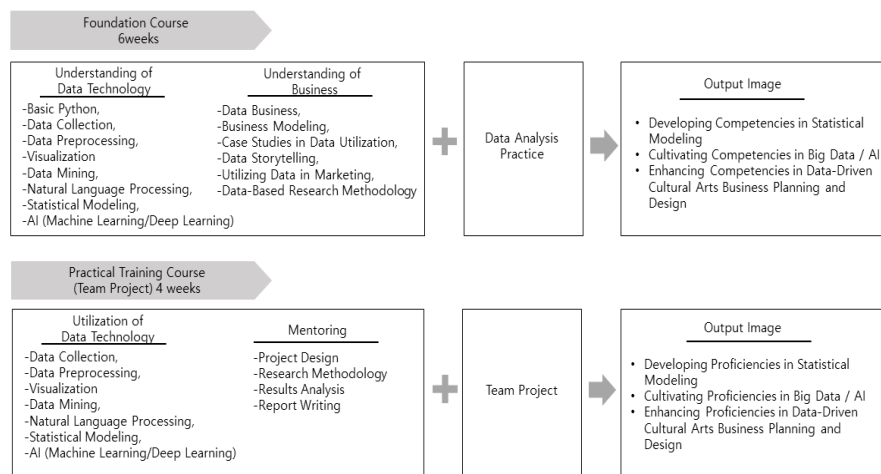 Foundation Course
6weeks
Understanding of
Data Technology
-Basic Python,
-Data Collection,
-Data Preprocessing,
-Visualization
-Data Mining,
-Natural Language Processing,
-Statistical Modeling,
-AI (Machine Learning/Deep Learning)
Understanding of
Business
-Data Business,
-Business Modeling,
-Case Studies in Data Utilization,
-Data Storytelling,
-Utilizing Data in Marketing,
-Data-Based Research Methodology
Data Analysis
Practice
Output Image
• Developing Competencies in Statistical
Modeling
• Cultivating Competencies in Big Data / AI
• Enhancing Competencies in Data-Driven
Cultural Arts Business Planning and
Design
Practical Training Course
(Team Project) 4 weeks
Utilization of
Data Technology
-Data Collection,
-Data Preprocessing,
-Visualization
-Data Mining,
-Natural Language Processing,
-Statistical Modeling,
-AI (Machine Learning/Deep Learning)
Mentoring
-Project Design
-Research Methodology
-Results Analysis
-Report Writing
Team Project
Output Image
• Developing Proficiencies in Statistical
Modeling
• Cultivating Proficiencies in Big Data / AI
• Enhancing Proficiencies in Data-Driven
Cultural Arts Business Planning and
Design